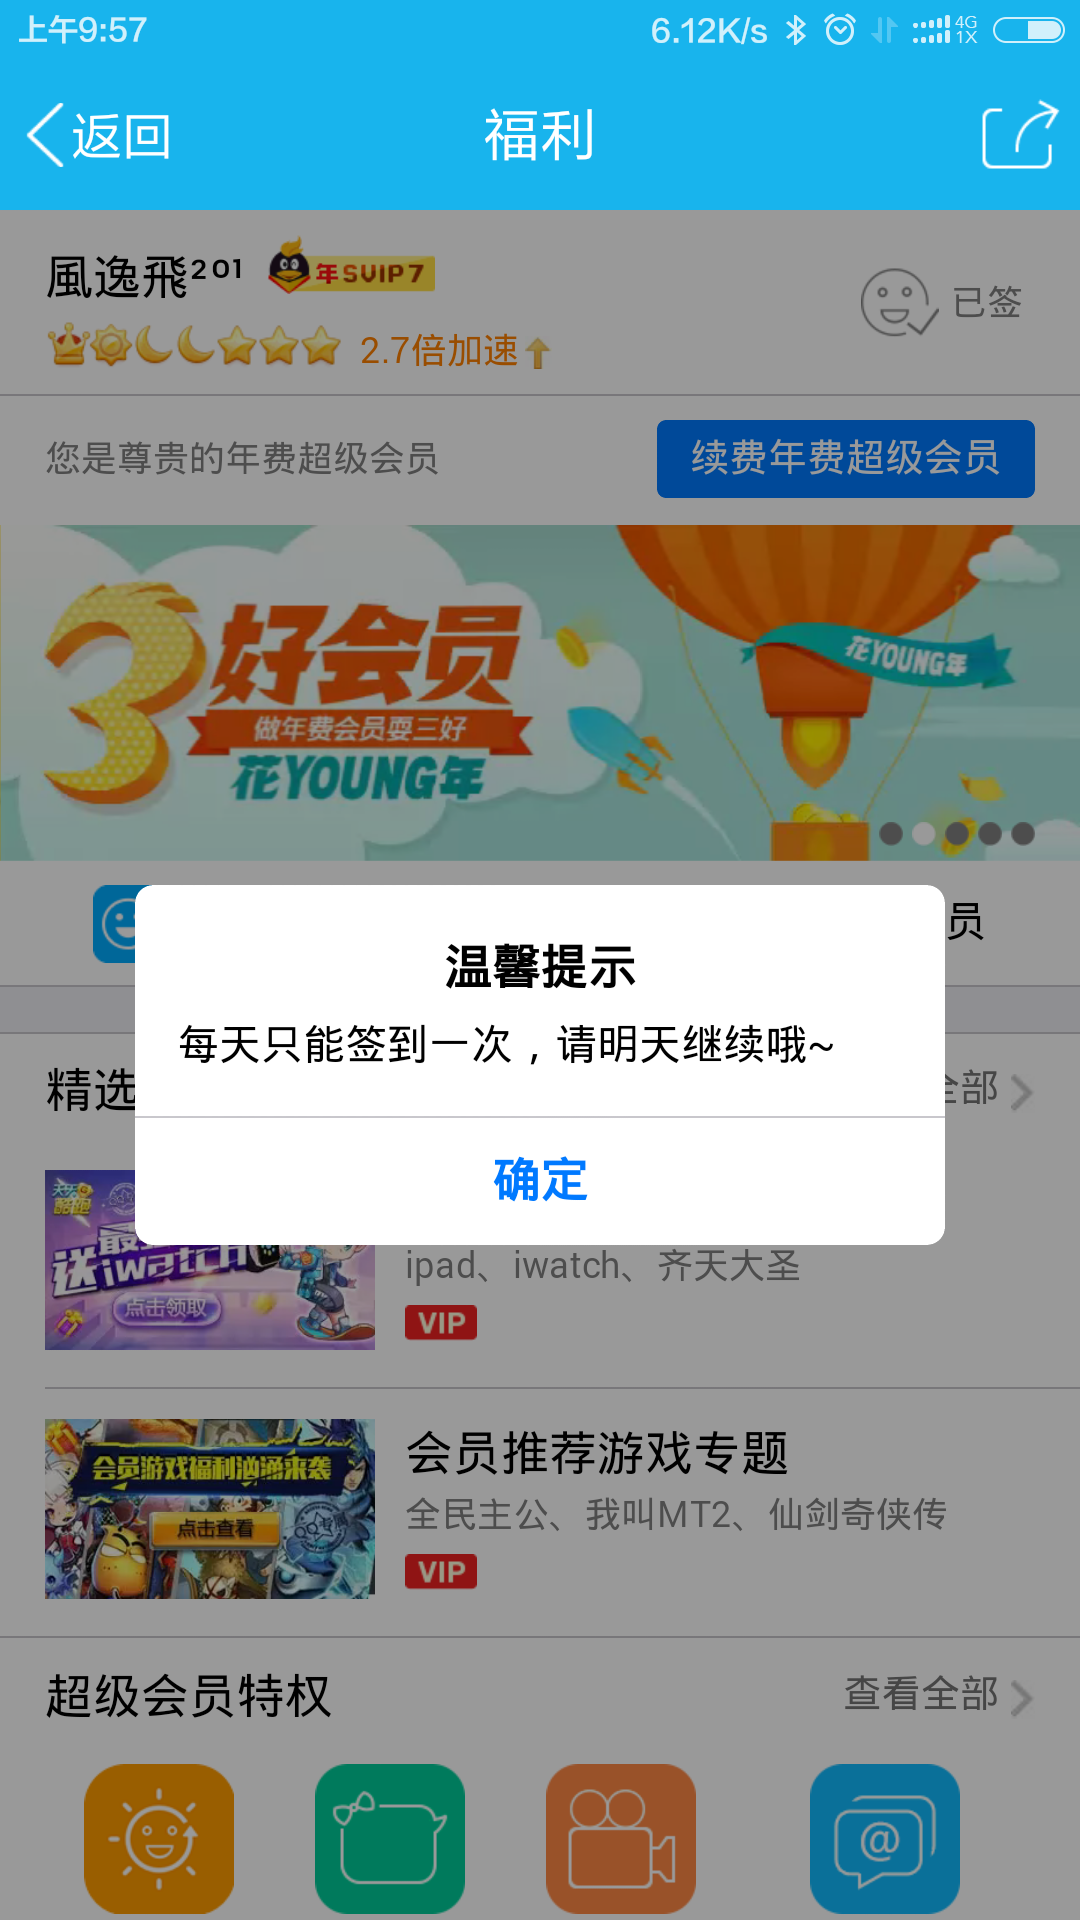 上午9:57
6.12K/s
4G
1X
返回
福利
風逸飛²⁰¹
年SVIP7
已签
2.7倍加速
您是尊贵的年费超级会员
续费年费超级会员
3好会员
做年费会员耍三好
花YOUNG年
花YOUNG年
员
温馨提示
每天只能签到一次，请明天继续哦~
确定
精选
全部
天天酷跑
送iwatch
点击领取
ipad、iwatch、齐天大圣
VIP
会员游戏福利汹涌来袭
点击查看
会员推荐游戏专题
全民主公、我叫MT2、仙剑奇侠传
VIP
超级会员特权
查看全部
@